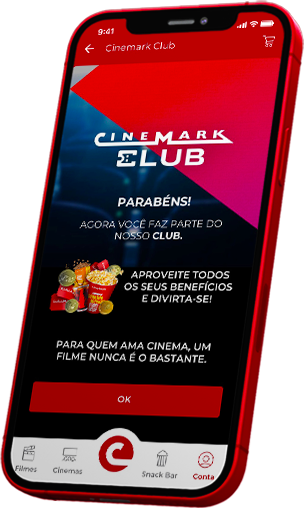 9:41
Cinemark Club
CINEMARK
CLUB
PARABÉNS!
AGORA VOCÊ FAZ PARTE DO
NOSSO CLUB.
APROVEITE TODOS
OS SEUS BENEFÍCIOS
E DIVIRTA-SE!
PARA QUEM AMA CINEMA, UM
FILME NUNCA É O BASTANTE.
OK
Filmes
Cinemas
Snack Bar
Conta